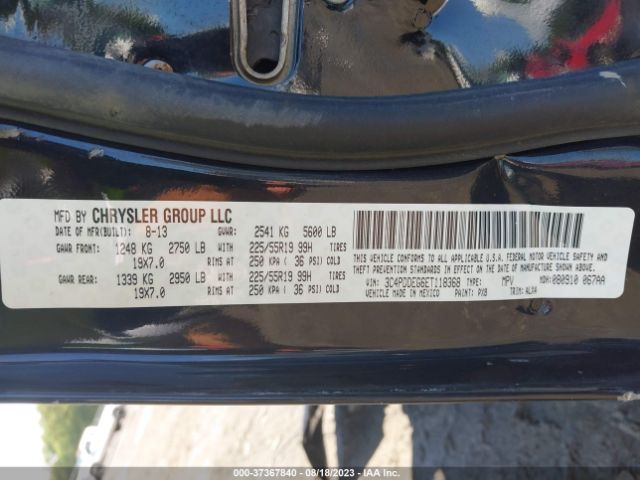 MFD BY CHRYSLER GROUP LLC
DATE OF MFR(BUILT): 8-13 GVWR: 2541 KG 5600 LB
GAWR FRONT: 1248 KG 2750 LB WITH 225/55R19 99H TIRES
19X7.0 RIMS AT 250 KPA ( 36 PSI) COLD
GAWR REAR: 1339 KG 2950 LB WITH 225/55R19 99H TIRES
19X7.0 RIMS AT 250 KPA ( 36 PSI) COLD
THIS VEHICLE CONFORMS TO ALL APPLICABLE U.S.A. FEDERAL MOTOR VEHICLE SAFETY AND
THEFT PREVENTION STANDARDS IN EFFECT ON THE DATE OF MANUFACTURE SHOWN ABOVE.
VIN: 3C4PDDEG6ET118368 TYPE: MPV MDH: 080910 067AA
VEHICLE MADE IN MEXICO PAINT: PX8 TRIM: ALX9
000-37367840 - 08/18/2023 - IAA Inc.